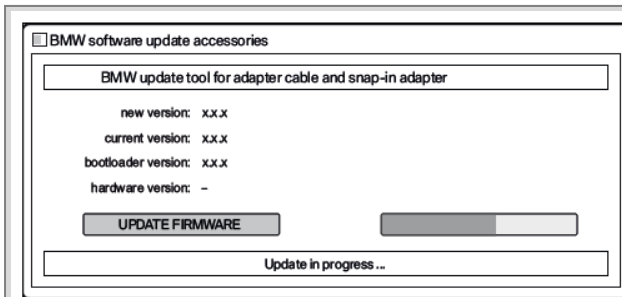 BMW software update accessories
BMW update tool for adapter cable and snap-in adapter
new version: x.x.x
current version: x.x.x
bootloader version: x.x.x
hardware version: –
UPDATE FIRMWARE
Update in progress ...